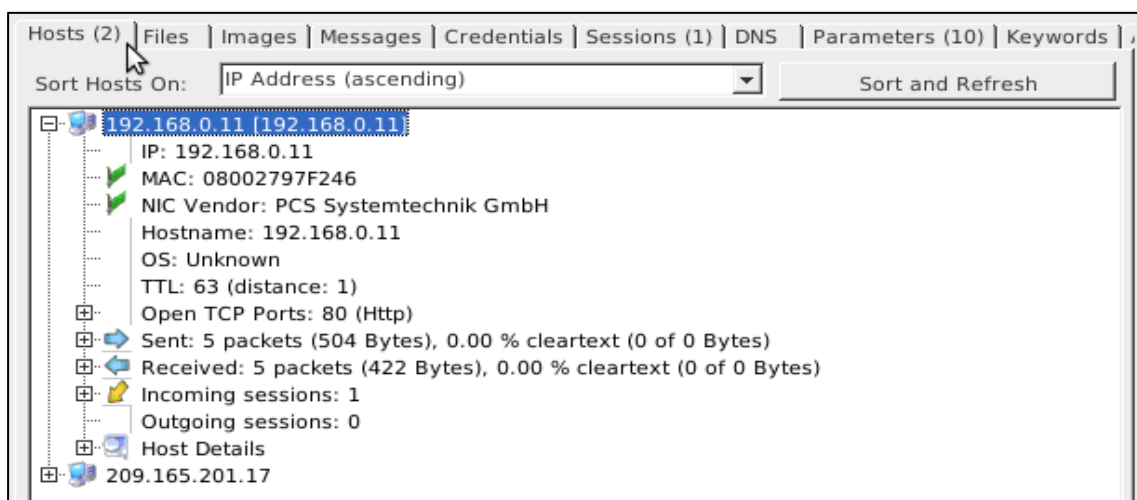 Hosts (2) Files Images Messages Credentials Sessions (1) DNS Parameters (10) Keywords
Sort Hosts On: IP Address (ascending) Sort and Refresh
192.168.0.11 [192.168.0.11]
IP: 192.168.0.11
MAC: 08002797F246
NIC Vendor: PCS Systemtechnik GmbH
Hostname: 192.168.0.11
OS: Unknown
TTL: 63 (distance: 1)
Open TCP Ports: 80 (Http)
Sent: 5 packets (504 Bytes), 0.00 % cleartext (0 of 0 Bytes)
Received: 5 packets (422 Bytes), 0.00 % cleartext (0 of 0 Bytes)
Incoming sessions: 1
Outgoing sessions: 0
Host Details
209.165.201.17